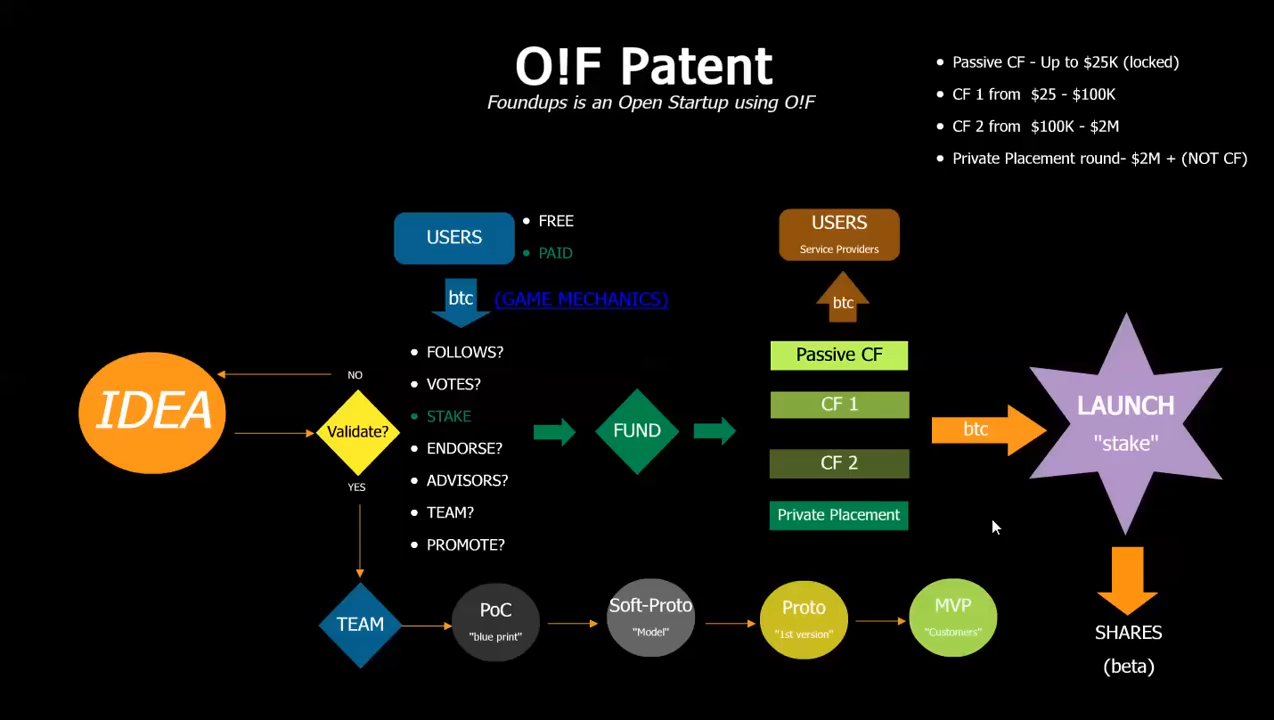 O!F Patent
Foundups is an Open Startup using O!F
Passive CF - Up to $25K (locked)
CF 1 from $25 - $100K
CF 2 from $100K - $2M
Private Placement round- $2M + (NOT CF)
USERS
FREE
PAID
btc
(GAME MECHANICS)
USERS
Service Providers
btc
IDEA
NO
Validate?
YES
FOLLOWS?
VOTES?
STAKE
ENDORSE?
ADVISORS?
TEAM?
PROMOTE?
FUND
Passive CF
CF 1
CF 2
Private Placement
btc
LAUNCH
"stake"
SHARES
(beta)
TEAM
PoC
"blue print"
Soft-Proto
"Model"
Proto
"1st version"
MVP
"Customers"